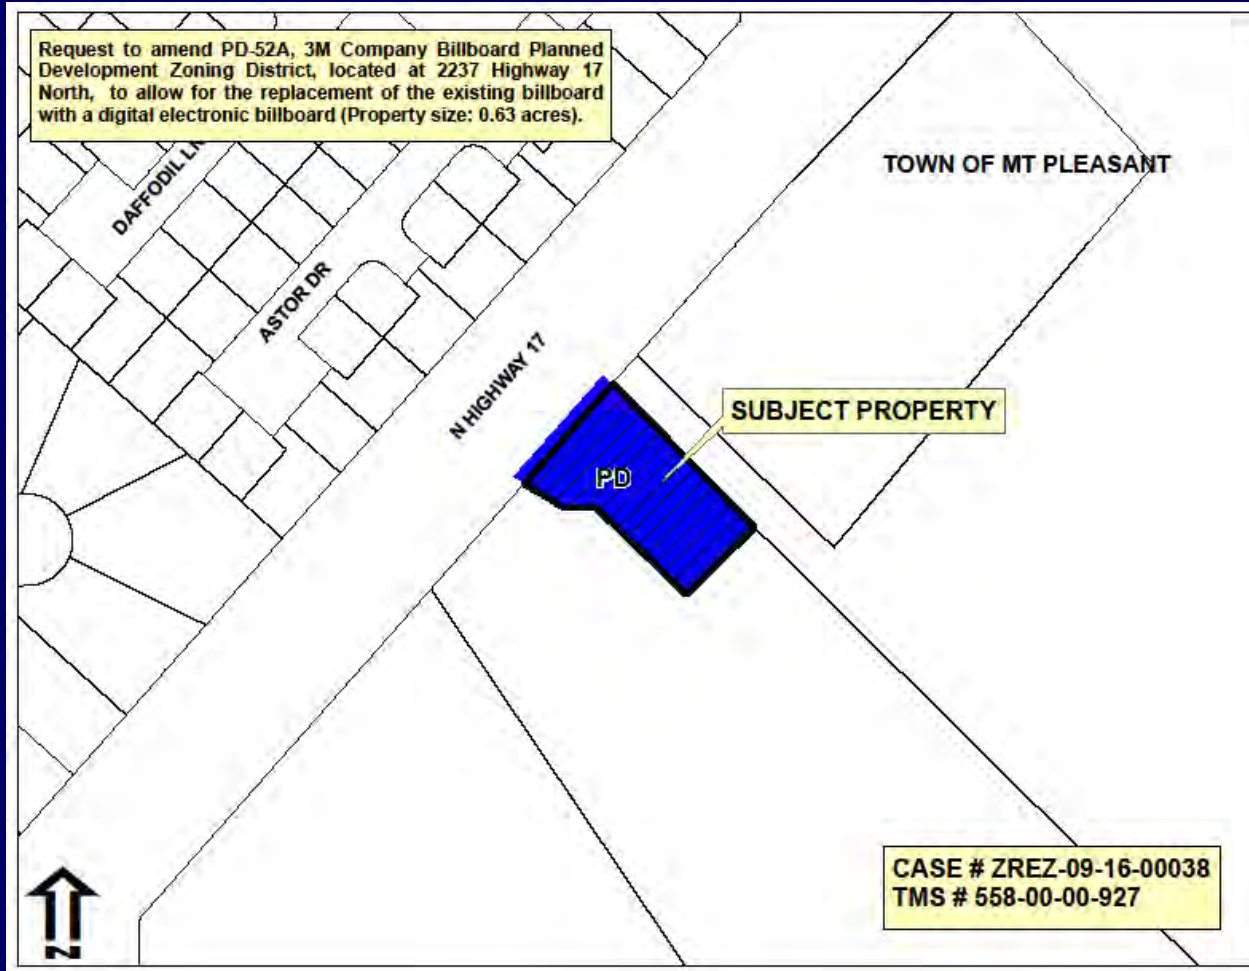 Request to amend PD-52A, 3M Company Billboard Planned
Development Zoning District, located at 2237 Highway 17
North, to allow for the replacement of the existing billboard
with a digital electronic billboard (Property size: 0.63 acres).
DAFFODIL LN
TOWN OF MT PLEASANT
ASTOR DR
N HIGHWAY 17
SUBJECT PROPERTY
PD
CASE # ZREZ-09-16-00038
TMS # 558-00-00-927
N